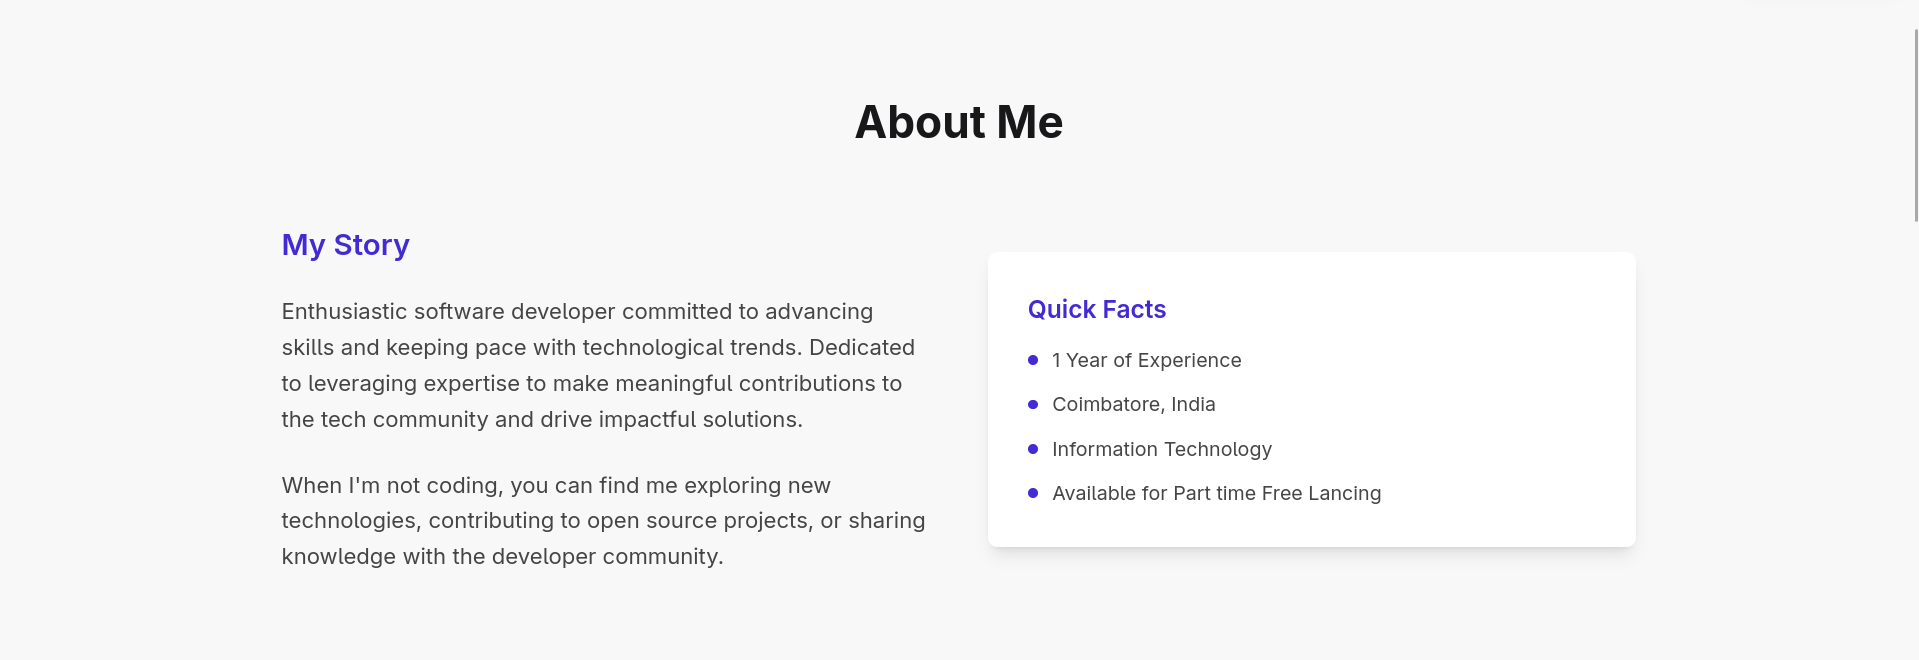 About Me
My Story
Enthusiastic software developer committed to advancing
skills and keeping pace with technological trends. Dedicated
to leveraging expertise to make meaningful contributions to
the tech community and drive impactful solutions.
When I'm not coding, you can find me exploring new
technologies, contributing to open source projects, or sharing
knowledge with the developer community.
Quick Facts
1 Year of Experience
Coimbatore, India
Information Technology
Available for Part time Free Lancing